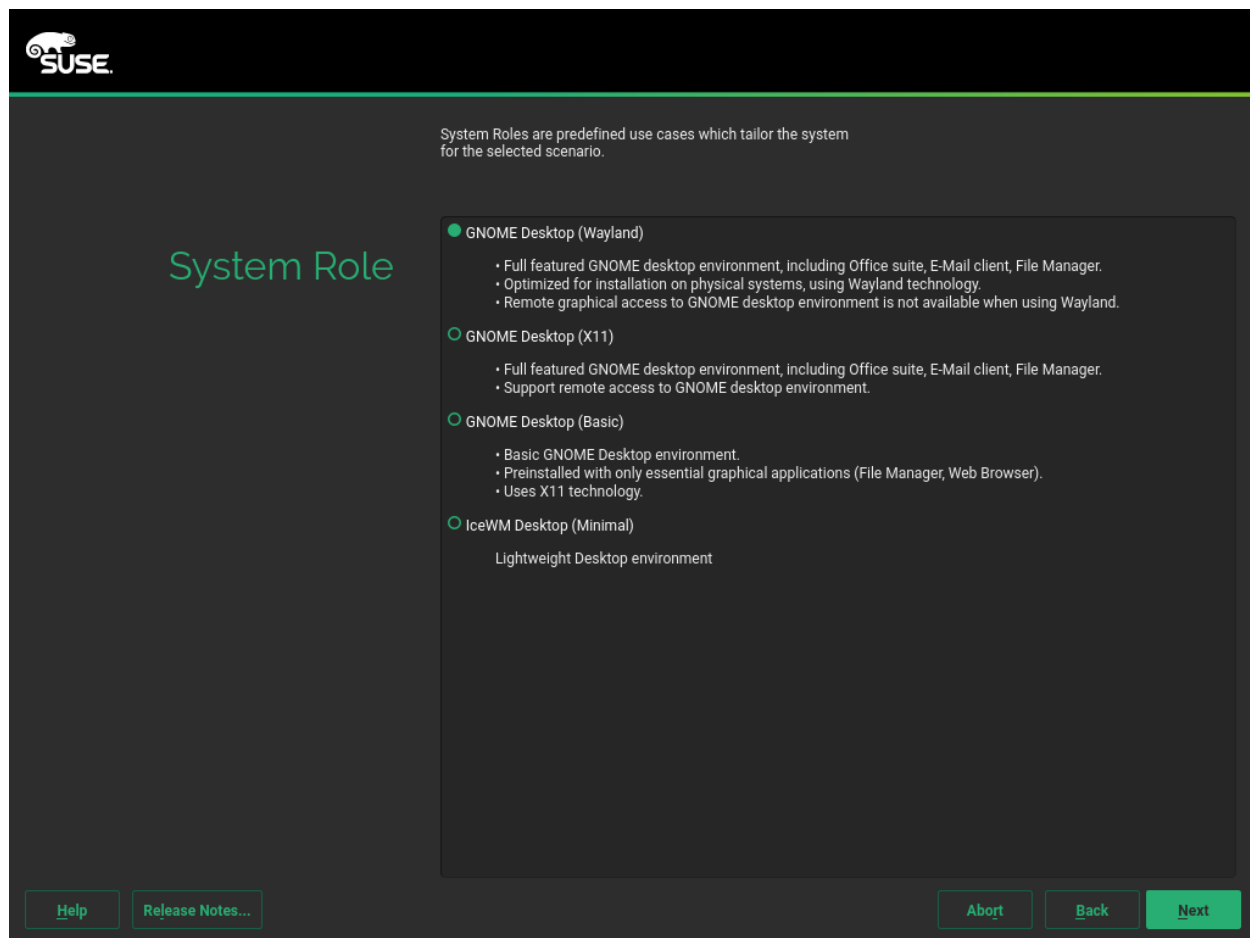 SUSE.
System Roles are predefined use cases which tailor the system
for the selected scenario.
System Role
GNOME Desktop (Wayland)
• Full featured GNOME desktop environment, including Office suite, E-Mail client, File Manager.
• Optimized for installation on physical systems, using Wayland technology.
• Remote graphical access to GNOME desktop environment is not available when using Wayland.
GNOME Desktop (X11)
• Full featured GNOME desktop environment, including Office suite, E-Mail client, File Manager.
• Support remote access to GNOME desktop environment.
GNOME Desktop (Basic)
• Basic GNOME Desktop environment.
• Preinstalled with only essential graphical applications (File Manager, Web Browser).
• Uses X11 technology.
IceWM Desktop (Minimal)
Lightweight Desktop environment
Help Release Notes... Abort Back Next